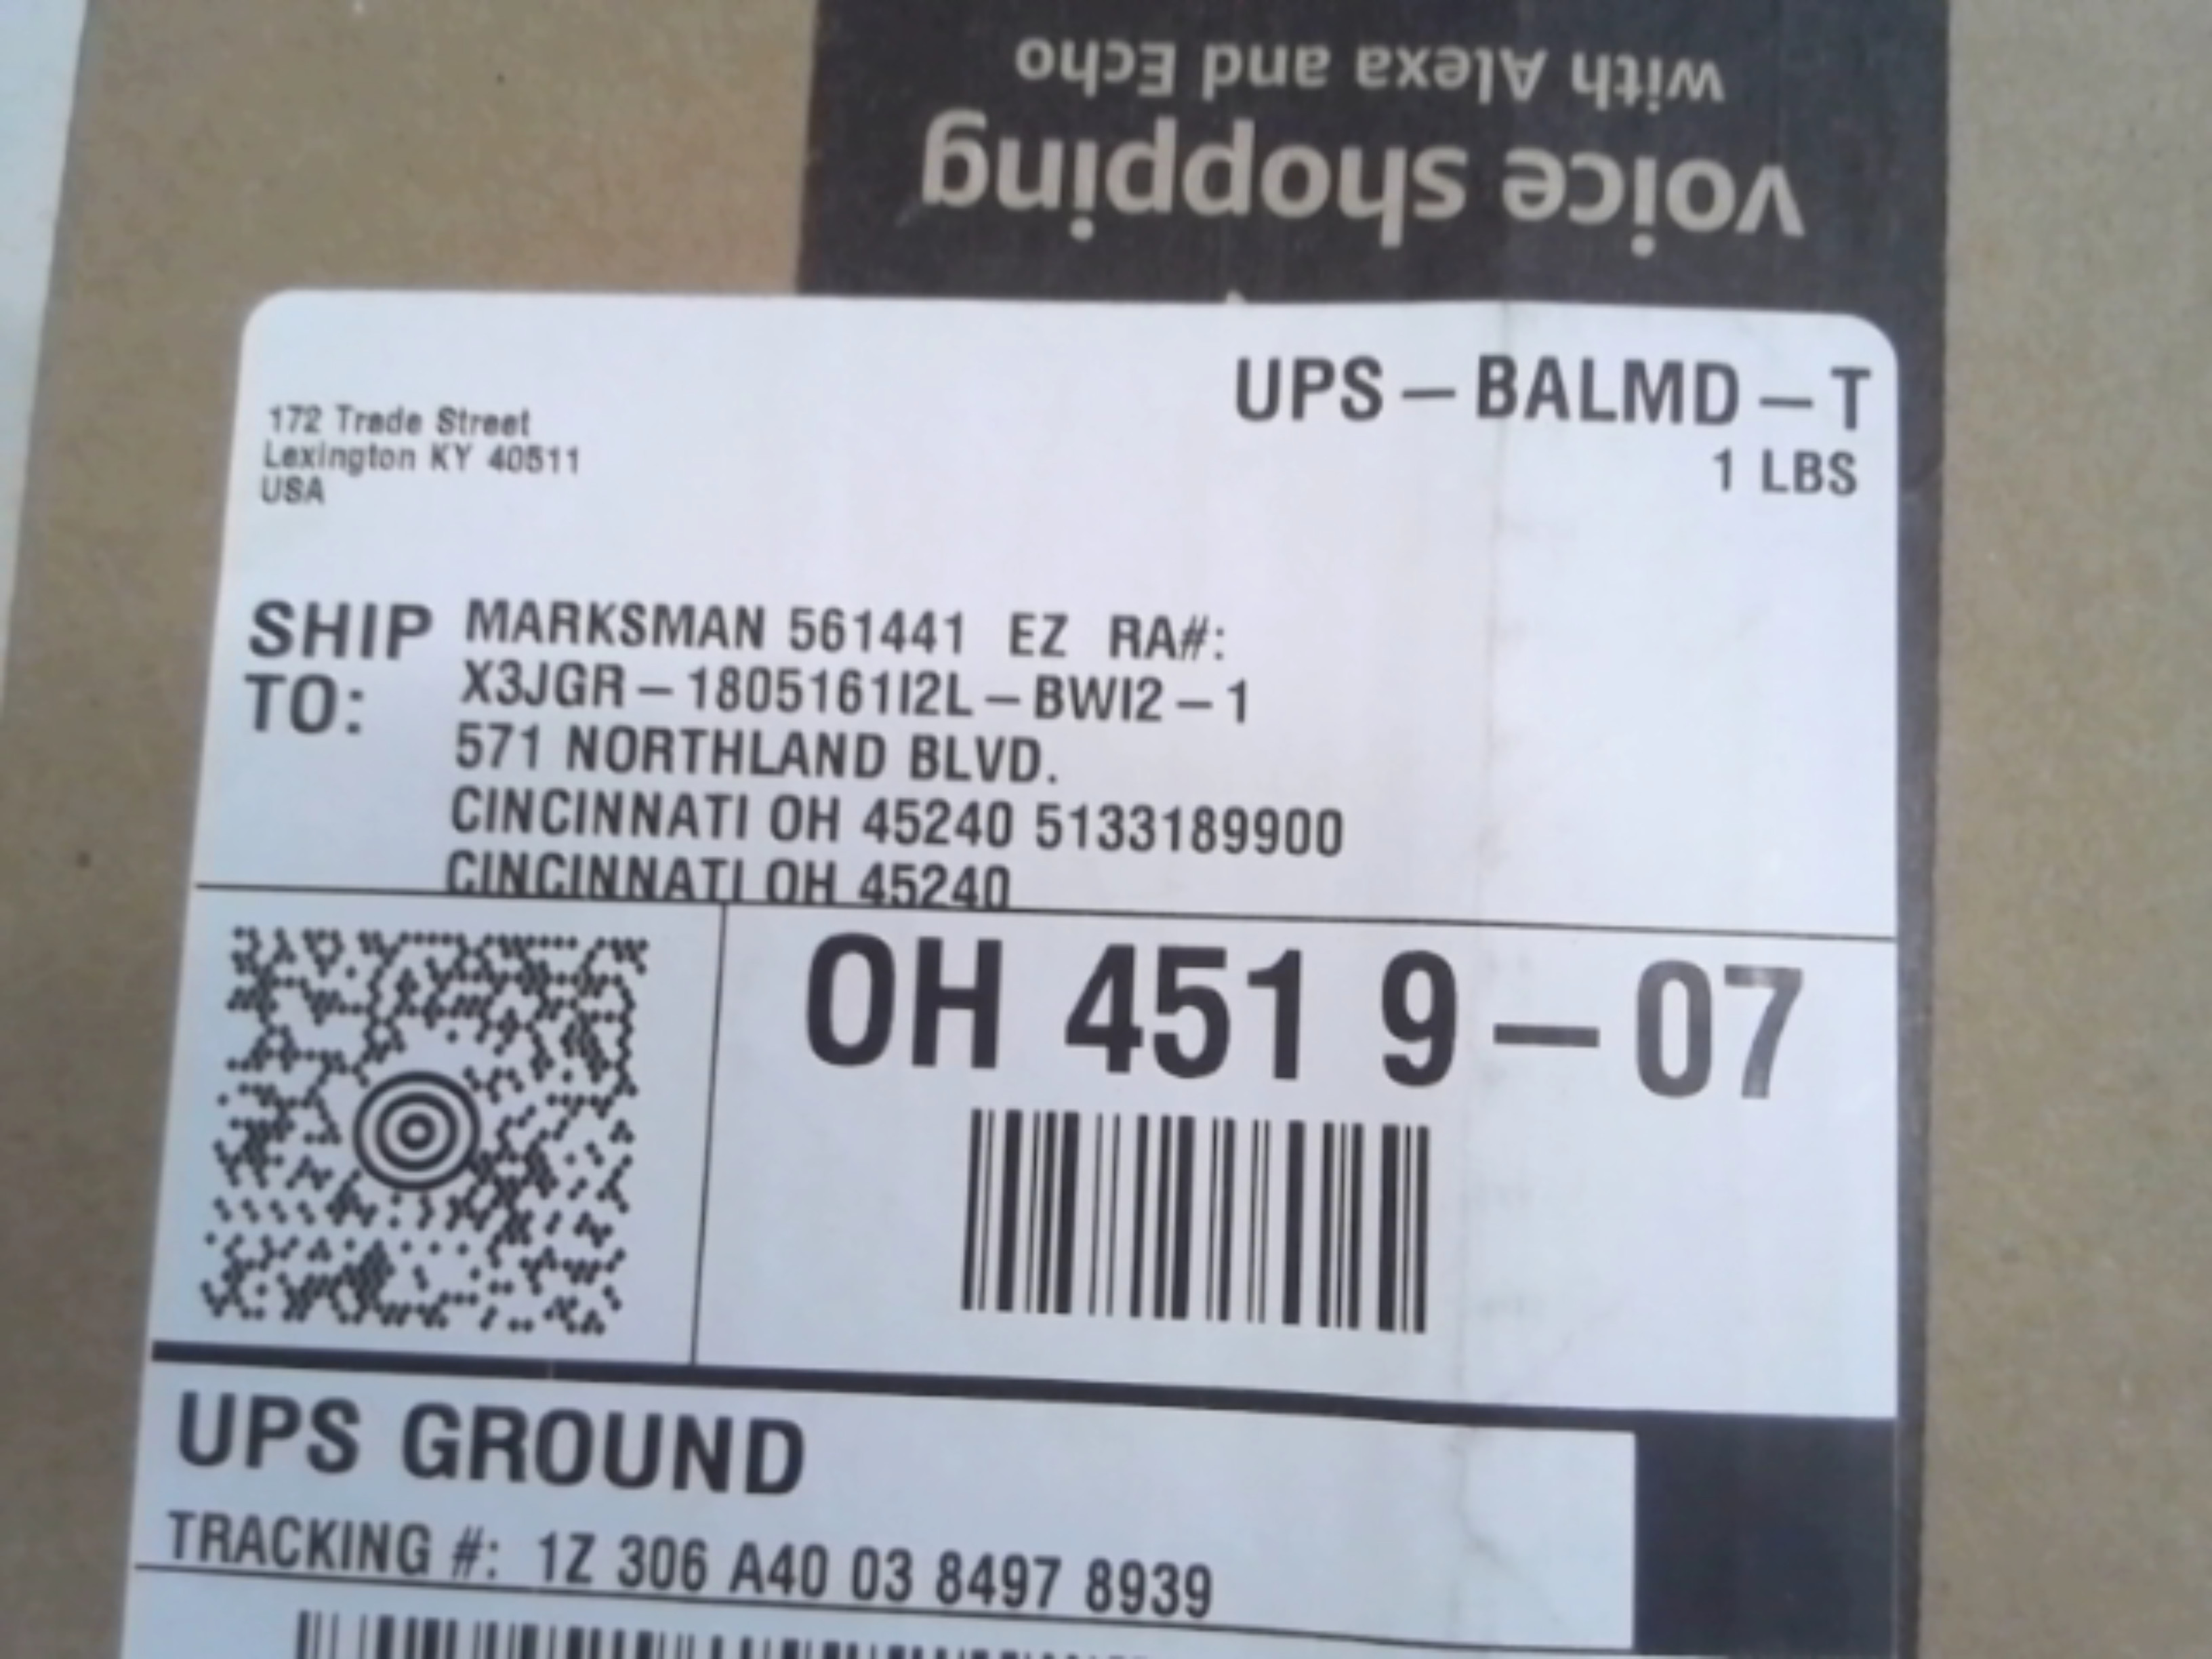 voice shopping
with Alexa and Echo
UPS – BALMD – T
1 LBS
172 Trade Street
Lexington KY 40511
USA
SHIP TO:
MARKSMAN 561441 EZ RA#:
X3JGR – 1805161I2L – BWI2 – 1
571 NORTHLAND BLVD.
CINCINNATI OH 45240 5133189900
CINCINNATI OH 45240
OH 451 9 – 07
UPS GROUND
TRACKING #: 1Z 306 A40 03 8497 8939